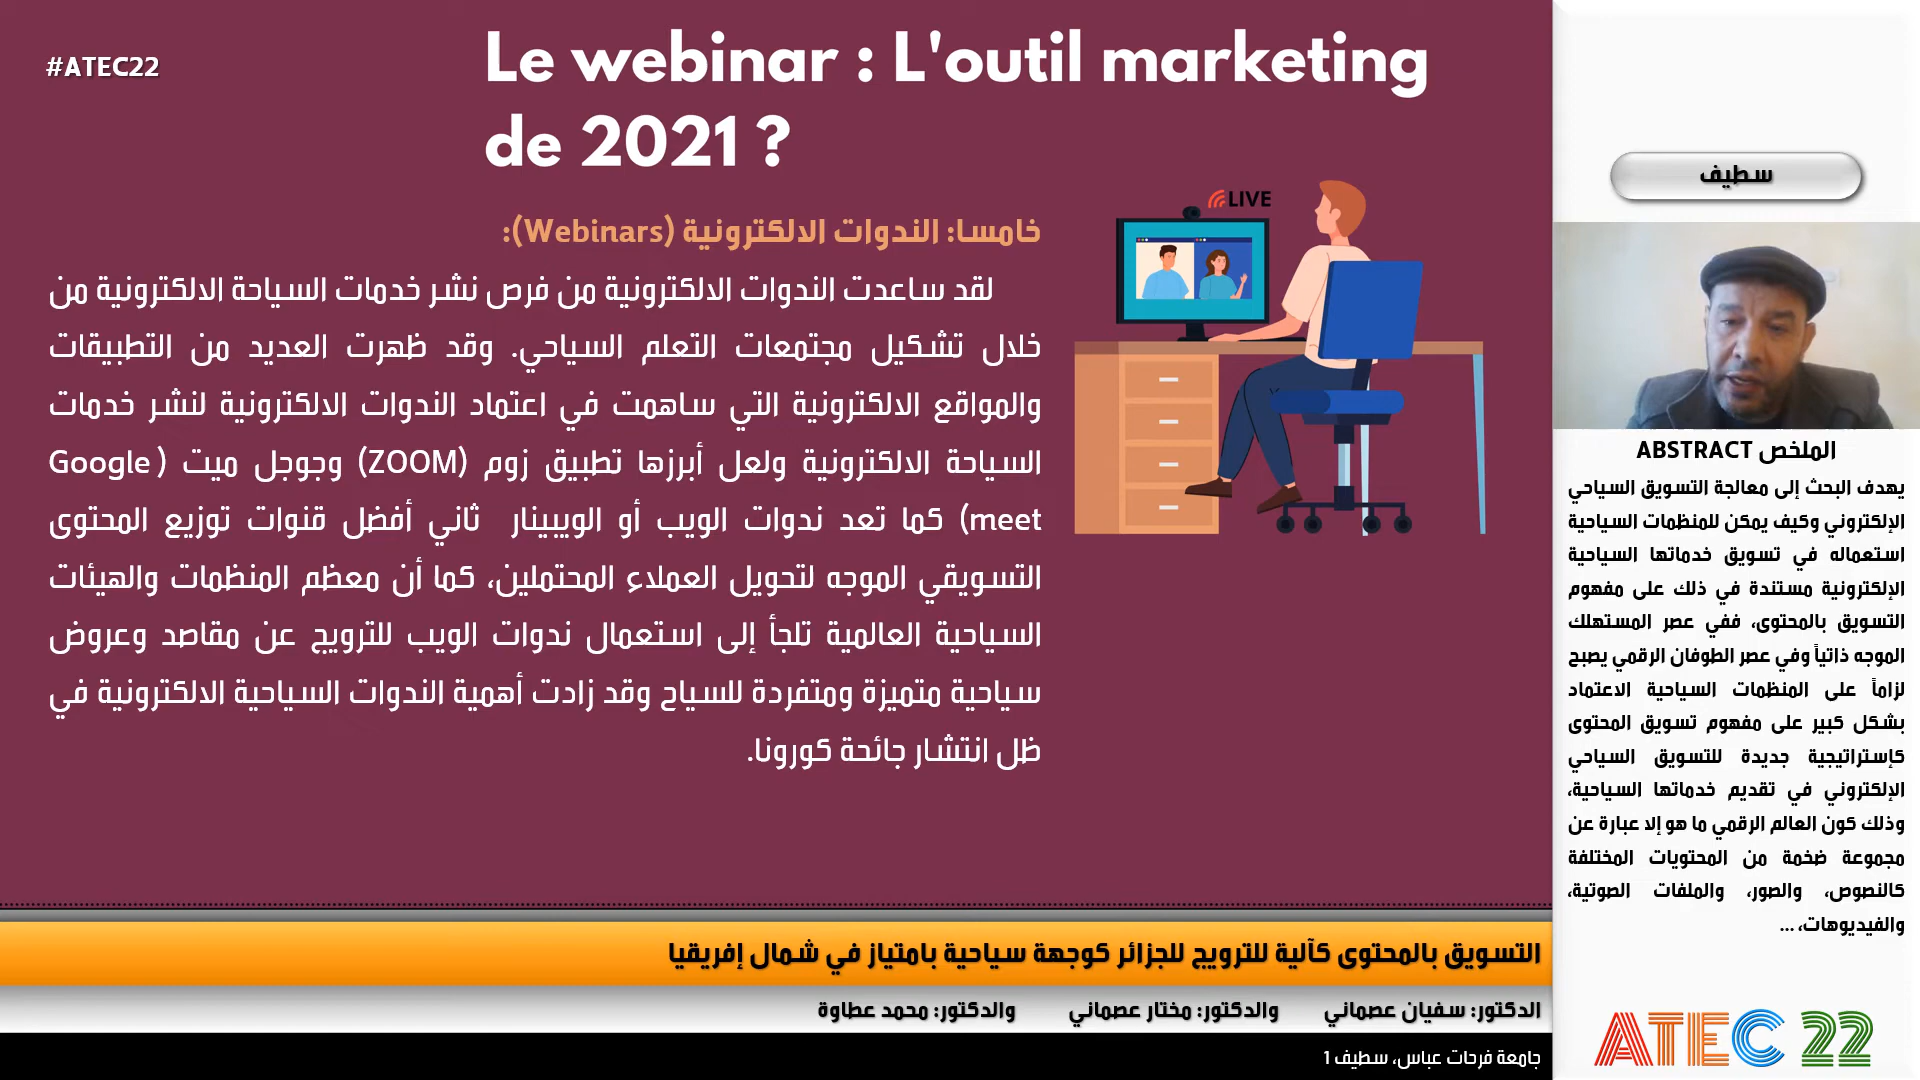 #ATEC22
Le webinar : L'outil marketing
de 2021 ?
LIVE
خامسا: الندوات الالكترونية (Webinars):
لقد ساعدت الندوات الالكترونية من فرص نشر خدمات السياحة الالكترونية من
خلال تشكيل مجتمعات التعلم السياحي. وقد ظهرت العديد من التطبيقات
والمواقع الالكترونية التي ساهمت في اعتماد الندوات الالكترونية لنشر خدمات
السياحة الالكترونية ولعل أبرزها تطبيق زوم (ZOOM) وجوجل ميت (Google
meet) كما تعد ندوات الويب أو الويبينار ثاني أفضل قنوات توزيع المحتوى
التسويقي الموجه لتحويل العملاء المحتملين، كما أن معظم المنظمات والهيئات
السياحية العالمية تلجأ إلى استعمال ندوات الويب للترويج عن مقاصد وعروض
سياحية متميزة ومتفردة للسياح وقد زادت أهمية الندوات السياحية الالكترونية في
ظل انتشار جائحة كورونا.
سطيف
الملخص ABSTRACT
يهدف البحث إلى معالجة التسويق السياحي
الإلكتروني وكيف يمكن للمنظمات السياحية
استعماله في تسويق خدماتها السياحية
الإلكترونية مستندة في ذلك على مفهوم
التسويق بالمحتوى، ففي عصر المستهلك
الموجه ذاتياً وفي عصر الطوفان الرقمي يصبح
لزاماً على المنظمات السياحية الاعتماد
بشكل كبير على مفهوم تسويق المحتوى
كإستراتيجية جديدة للتسويق السياحي
الإلكتروني في تقديم خدماتها السياحية،
وذلك كون العالم الرقمي ما هو إلا عبارة عن
مجموعة ضخمة من المحتويات المختلفة
كالنصوص، والصور، والملفات الصوتية،
والفيديوهات، ...
التسويق بالمحتوى كآلية للترويج للجزائر كوجهة سياحية بامتياز في شمال إفريقيا
الدكتور: سفيان عصماني والدكتور: مختار عصماني والدكتور: محمد عطاوة
جامعة فرحات عباس، سطيف 1
ATEC 22